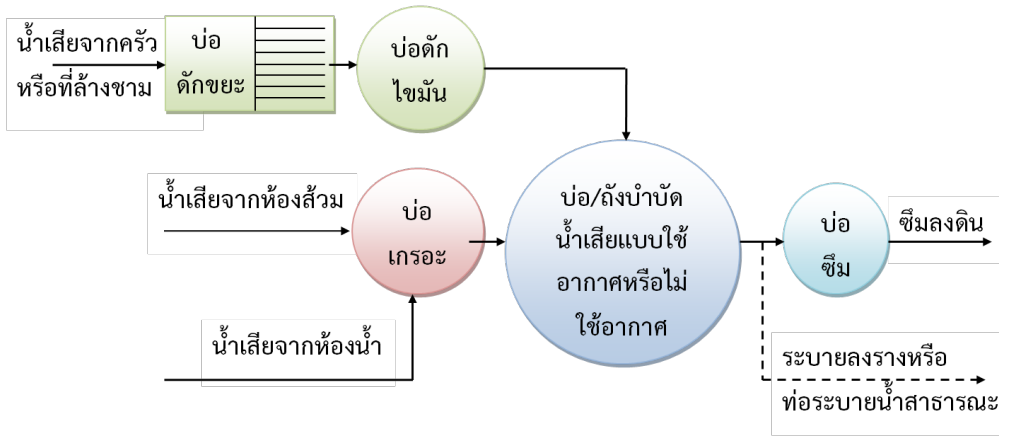 น้ำเสียจากครัว
หรือที่ล้างชาม
บ่อ
ดักขยะ
บ่อดัก
ไขมัน
น้ำเสียจากห้องส้วม
บ่อ
เกรอะ
น้ำเสียจากห้องน้ำ
บ่อ/ถังบำบัด
น้ำเสียแบบใช้
อากาศหรือไม่
ใช้อากาศ
บ่อ
ซึม
ซึมลงดิน
ระบายลงรางหรือ
ท่อระบายน้ำสาธารณะ